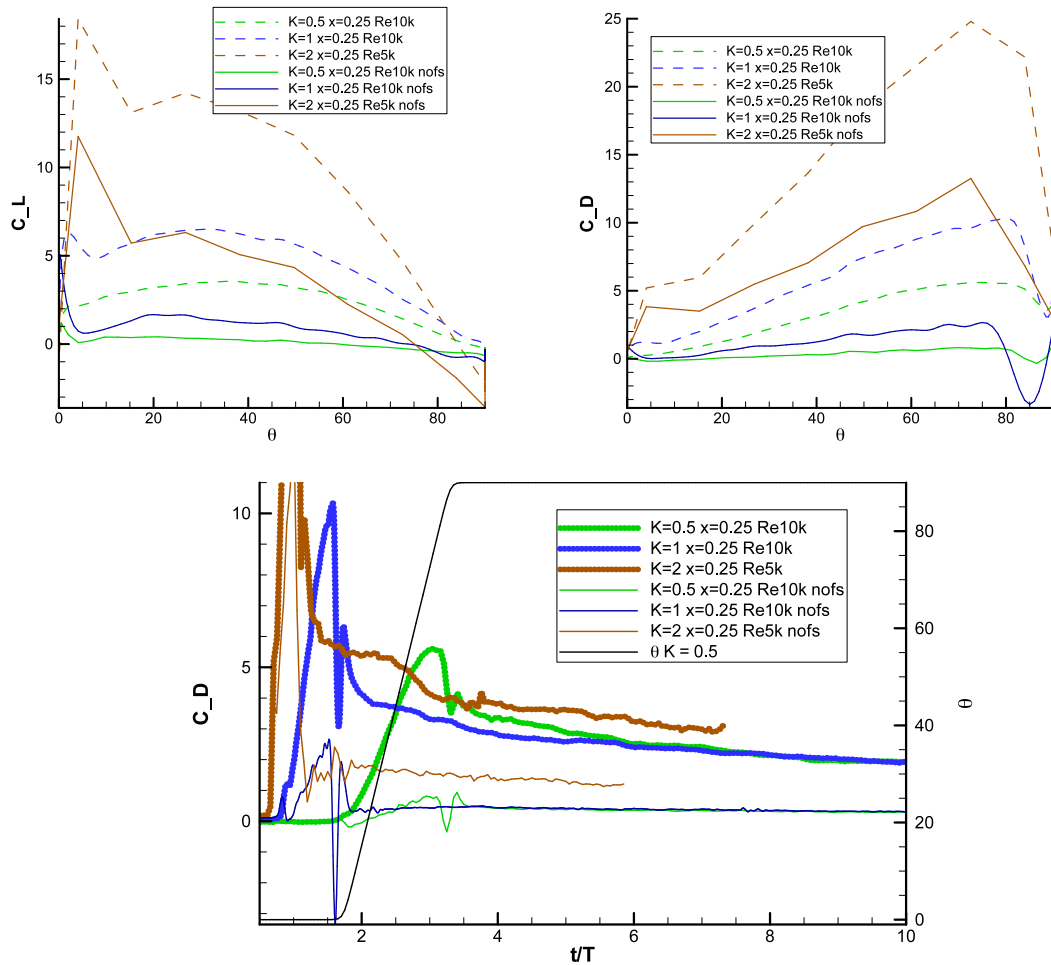 K=0.5 x=0.25 Re10k
K=1 x=0.25 Re10k
K=2 x=0.25 Re5k
K=0.5 x=0.25 Re10k nofs
K=1 x=0.25 Re10k nofs
K=2 x=0.25 Re5k nofs
15
10
5
0
C_L
0 20 40 60 80
θ
K=0.5 x=0.25 Re10k
K=1 x=0.25 Re10k
K=2 x=0.25 Re5k
K=0.5 x=0.25 Re10k nofs
K=1 x=0.25 Re10k nofs
K=2 x=0.25 Re5k nofs
25
20
15
10
5
0
C_D
0 20 40 60 80
θ
K=0.5 x=0.25 Re10k
K=1 x=0.25 Re10k
K=2 x=0.25 Re5k
K=0.5 x=0.25 Re10k nofs
K=1 x=0.25 Re10k nofs
K=2 x=0.25 Re5k nofs
θ K = 0.5
10
5
0
C_D
80
60
40
20
0
θ
2 4 6 8 10
t/T